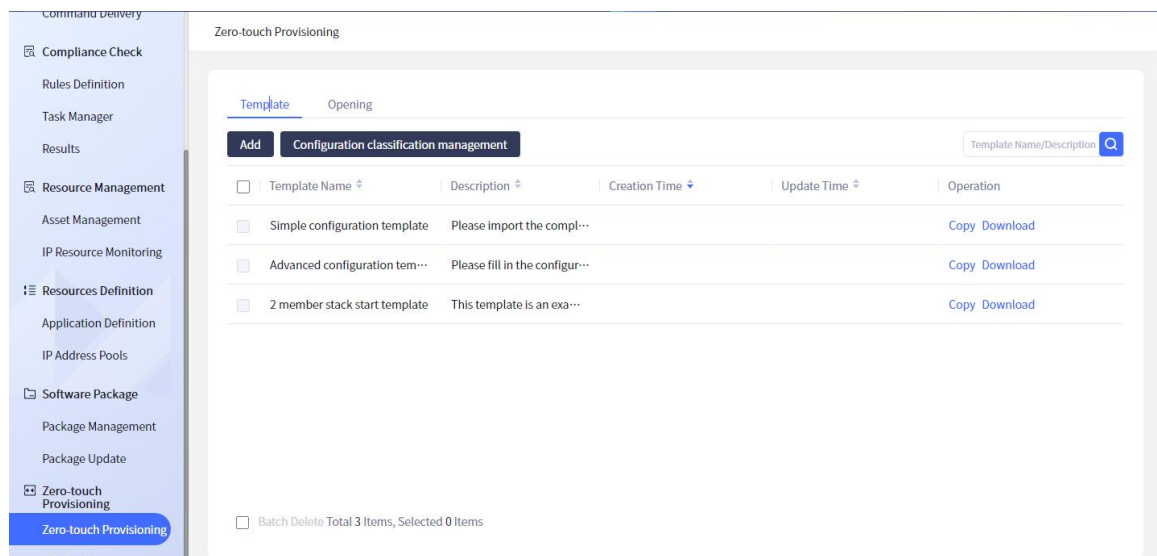 Command Delivery
Compliance Check
Rules Definition
Task Manager
Results
Resource Management
Asset Management
IP Resource Monitoring
Resources Definition
Application Definition
IP Address Pools
Software Package
Package Management
Package Update
Zero-touch
Provisioning
Zero-touch Provisioning
Zero-touch Provisioning
Template Opening
Add Configuration classification management Template Name/Description
Template Name Description Creation Time Update Time Operation
Simple configuration template Please import the compl··· Copy Download
Advanced configuration tem··· Please fill in the configur··· Copy Download
2 member stack start template This template is an exa··· Copy Download
Batch Delete Total 3 Items, Selected 0 Items